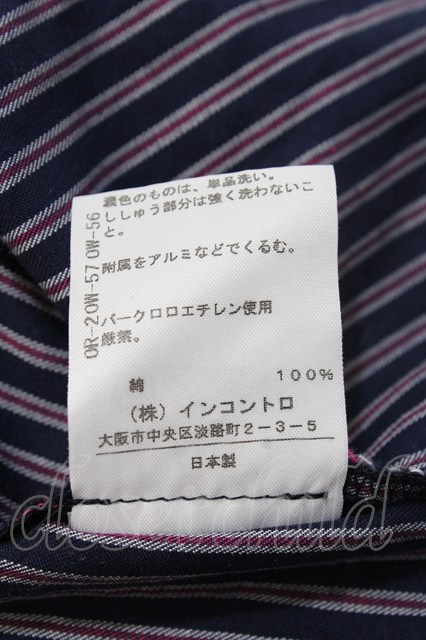 濃色のものは、単品洗い。
ししゅう部分は強く洗わないこ
と。
附属をアルミなどでくるむ。
パークロロエチレン使用
厳禁。
OR-2OW-57OW-56
綿 100%
(株)インコントロ
大阪市中央区淡路町2-3-5
日本製
closetchild